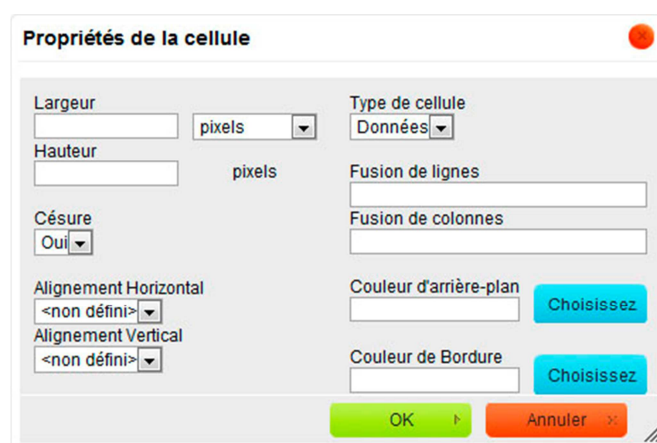 Propriétés de la cellule
Largeur
pixels
Hauteur
pixels
Césure
Oui
Alignement Horizontal
<non défini>
Alignement Vertical
<non défini>
Type de cellule
Données
Fusion de lignes
Fusion de colonnes
Couleur d'arrière-plan
Choisissez
Couleur de Bordure
Choisissez
OK
Annuler